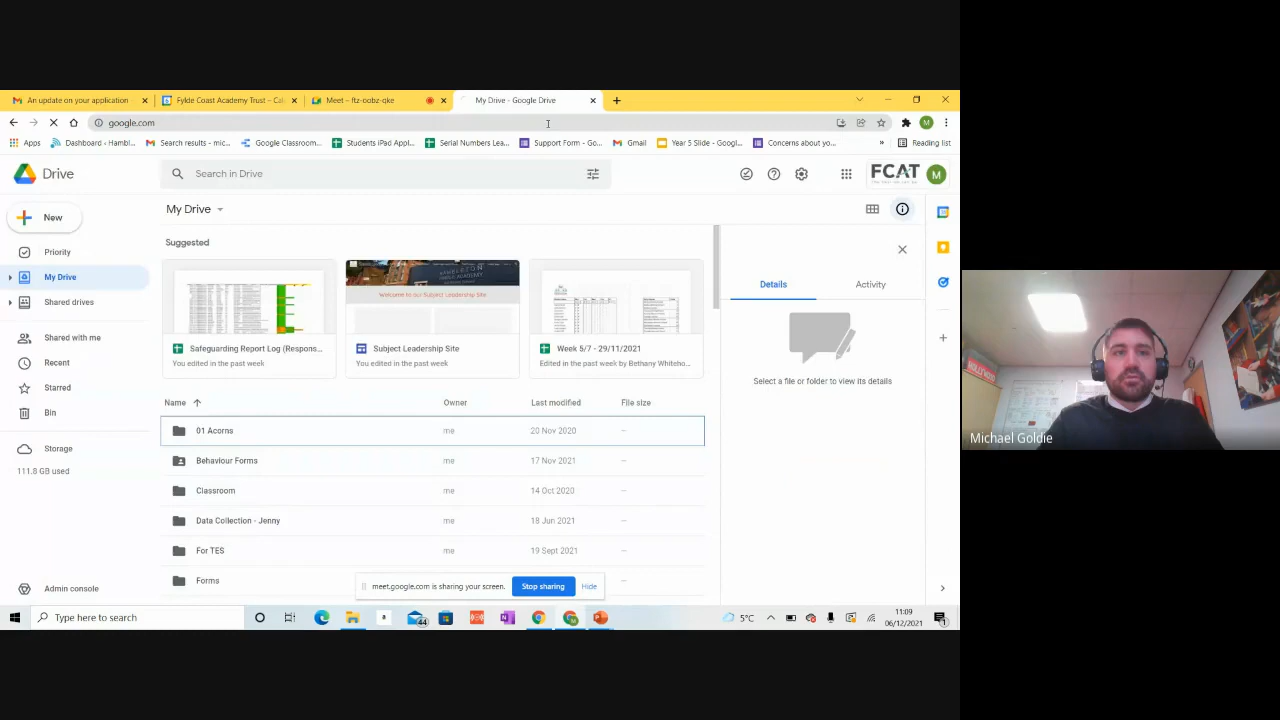 An update on your application
Fylde Coast Academy Trust – Cal
Meet – ftz-oobz-qke
My Drive - Google Drive
google.com
Apps
Dashboard : Hambl...
Search results - mic...
Google Classroom...
Students iPad Appl...
Serial Numbers Lea...
Support Form - Go...
Gmail
Year 5 Slide - Googl...
Concerns about yo...
»
Reading list
Drive
Search in Drive
FCAT
M
New
My Drive
Priority
Suggested
My Drive
Details
Activity
Shared drives
Welcome to our Subject Leadership Site
Shared with me
Safeguarding Report Log (Respons...
Subject Leadership Site
Week 5/7 - 29/11/2021
Recent
You edited in the past week
You edited in the past week
Edited in the past week by Bethany Whiteho...
Select a file or folder to view its details
Starred
Name
Owner
Last modified
File size
Bin
01 Acorns
me
20 Nov 2020
–
Storage
Behaviour Forms
me
17 Nov 2021
–
111.8 GB used
Classroom
me
14 Oct 2020
–
Data Collection - Jenny
me
18 Jun 2021
–
For TES
me
19 Sept 2021
–
Forms
Admin console
meet.google.com is sharing your screen.
Stop sharing
Hide
Type here to search
44
5°C
11:09
06/12/2021
HOLLYWOOD
Michael Goldie